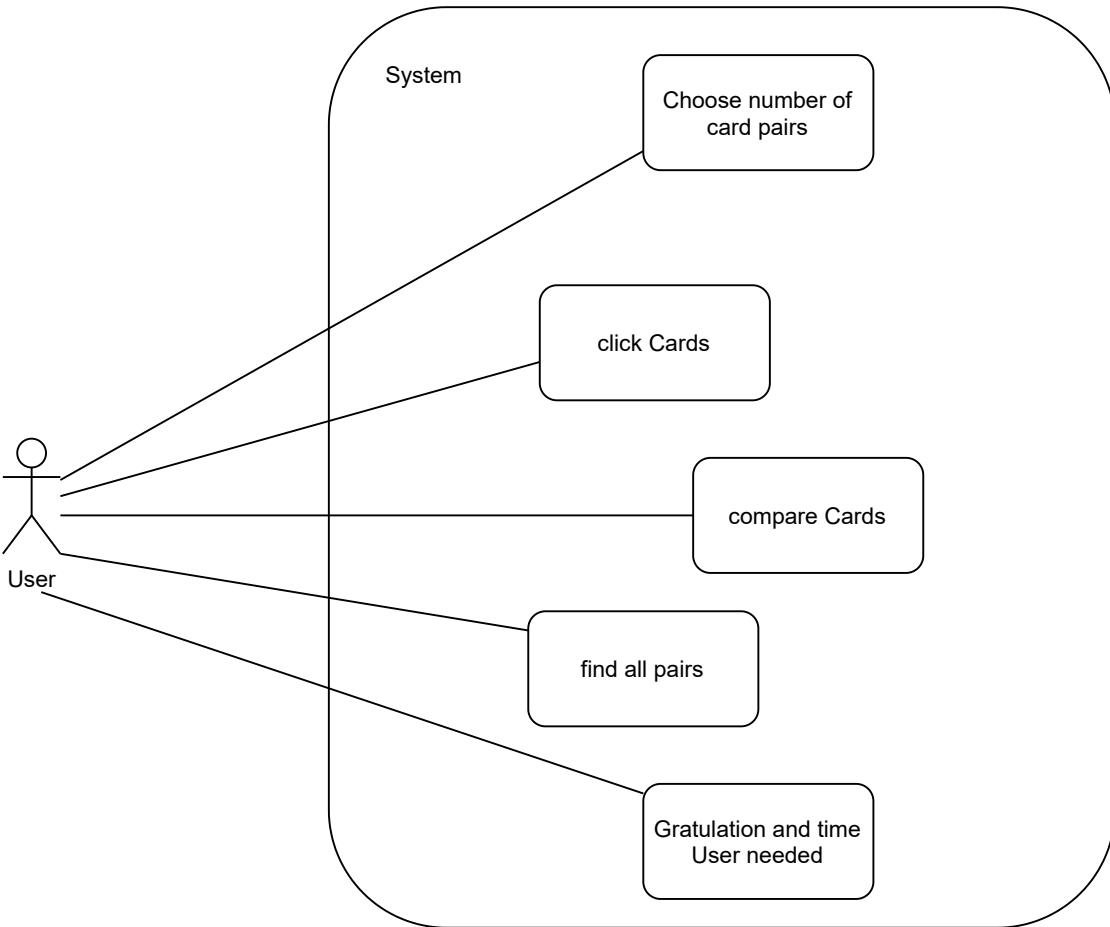 System
Choose number of
card pairs
click Cards
compare Cards
User
find all pairs
Gratulation and time
User needed